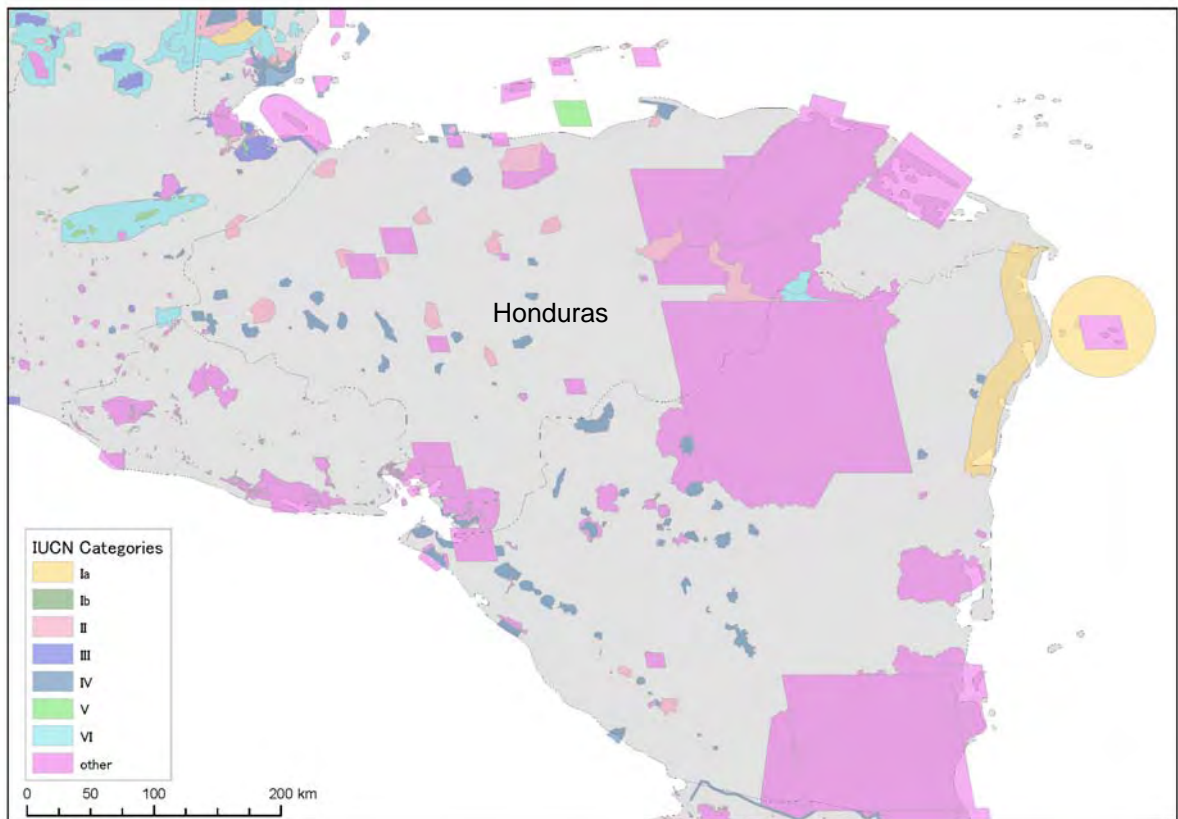 Honduras
IUCN Categories
Ia
Ib
II
III
IV
V
VI
other
0 50 100 200 km